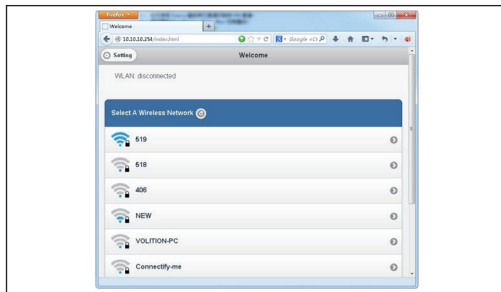 Firefox
Welcome
10.10.10.254/index.html
Google
Setting
Welcome
WLAN: disconnected
Select A Wireless Network
519
518
406
NEW
VOLITION-PC
Connectify-me